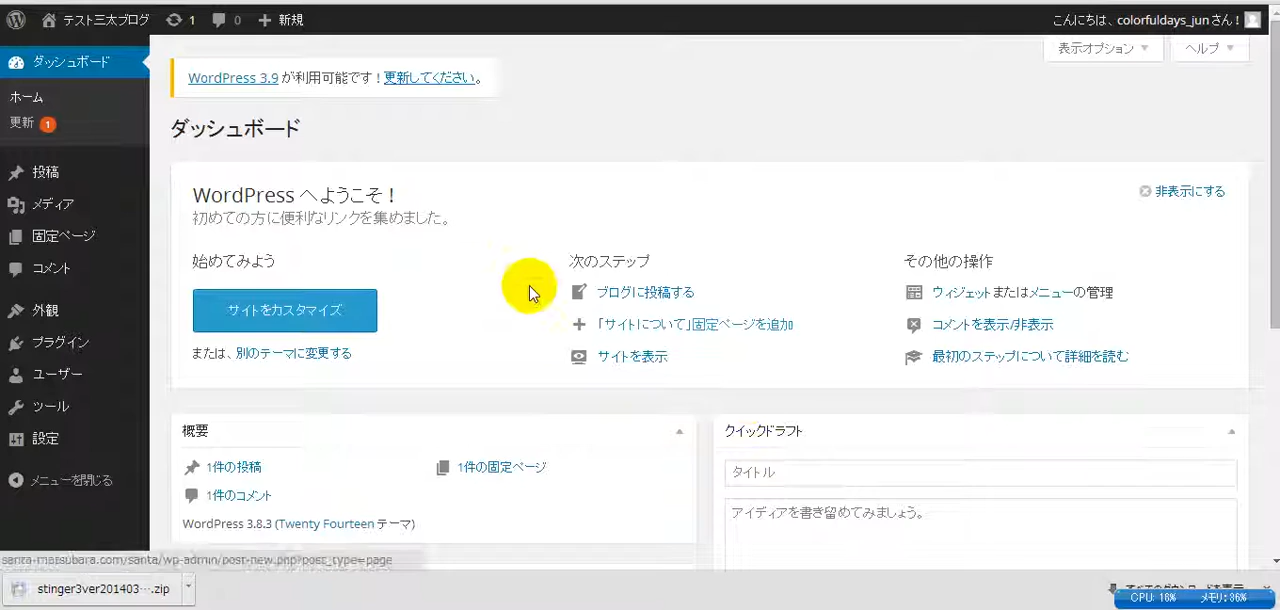 テスト三太ブログ 1 0 新規 こんにちは、colorfuldays_junさん！
ダッシュボード
ホーム
更新 1
投稿
メディア
固定ページ
コメント
外観
プラグイン
ユーザー
ツール
設定
メニューを閉じる
表示オプション ヘルプ
WordPress 3.9 が利用可能です！更新してください。
ダッシュボード
WordPress へようこそ！
非表示にする
初めての方に便利なリンクを集めました。
始めてみよう
サイトをカスタマイズ
または、別のテーマに変更する
次のステップ
ブログに投稿する
「サイトについて」固定ページを追加
サイトを表示
その他の操作
ウィジェットまたはメニューの管理
コメントを表示/非表示
最初のステップについて詳細を読む
概要
1件の投稿 1件の固定ページ
1件のコメント
WordPress 3.8.3 (Twenty Fourteen テーマ)
クイックドラフト
タイトル
アイディアを書き留めてみましょう。
santa-matsubara.com/santa/wp-admin/post-new.php?post_type=page
stinger3ver201403….zip
すべてのダウンロードを表示...
CPU: 16% メモリ: 36%